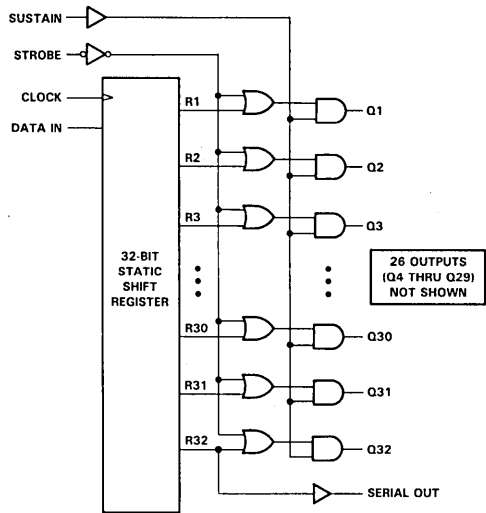 SUSTAIN
STROBE
CLOCK
DATA IN
R1
Q1
R2
Q2
R3
Q3
32-BIT
STATIC
SHIFT
REGISTER
26 OUTPUTS
(Q4 THRU Q29)
NOT SHOWN
R30
Q30
R31
Q31
R32
Q32
SERIAL OUT